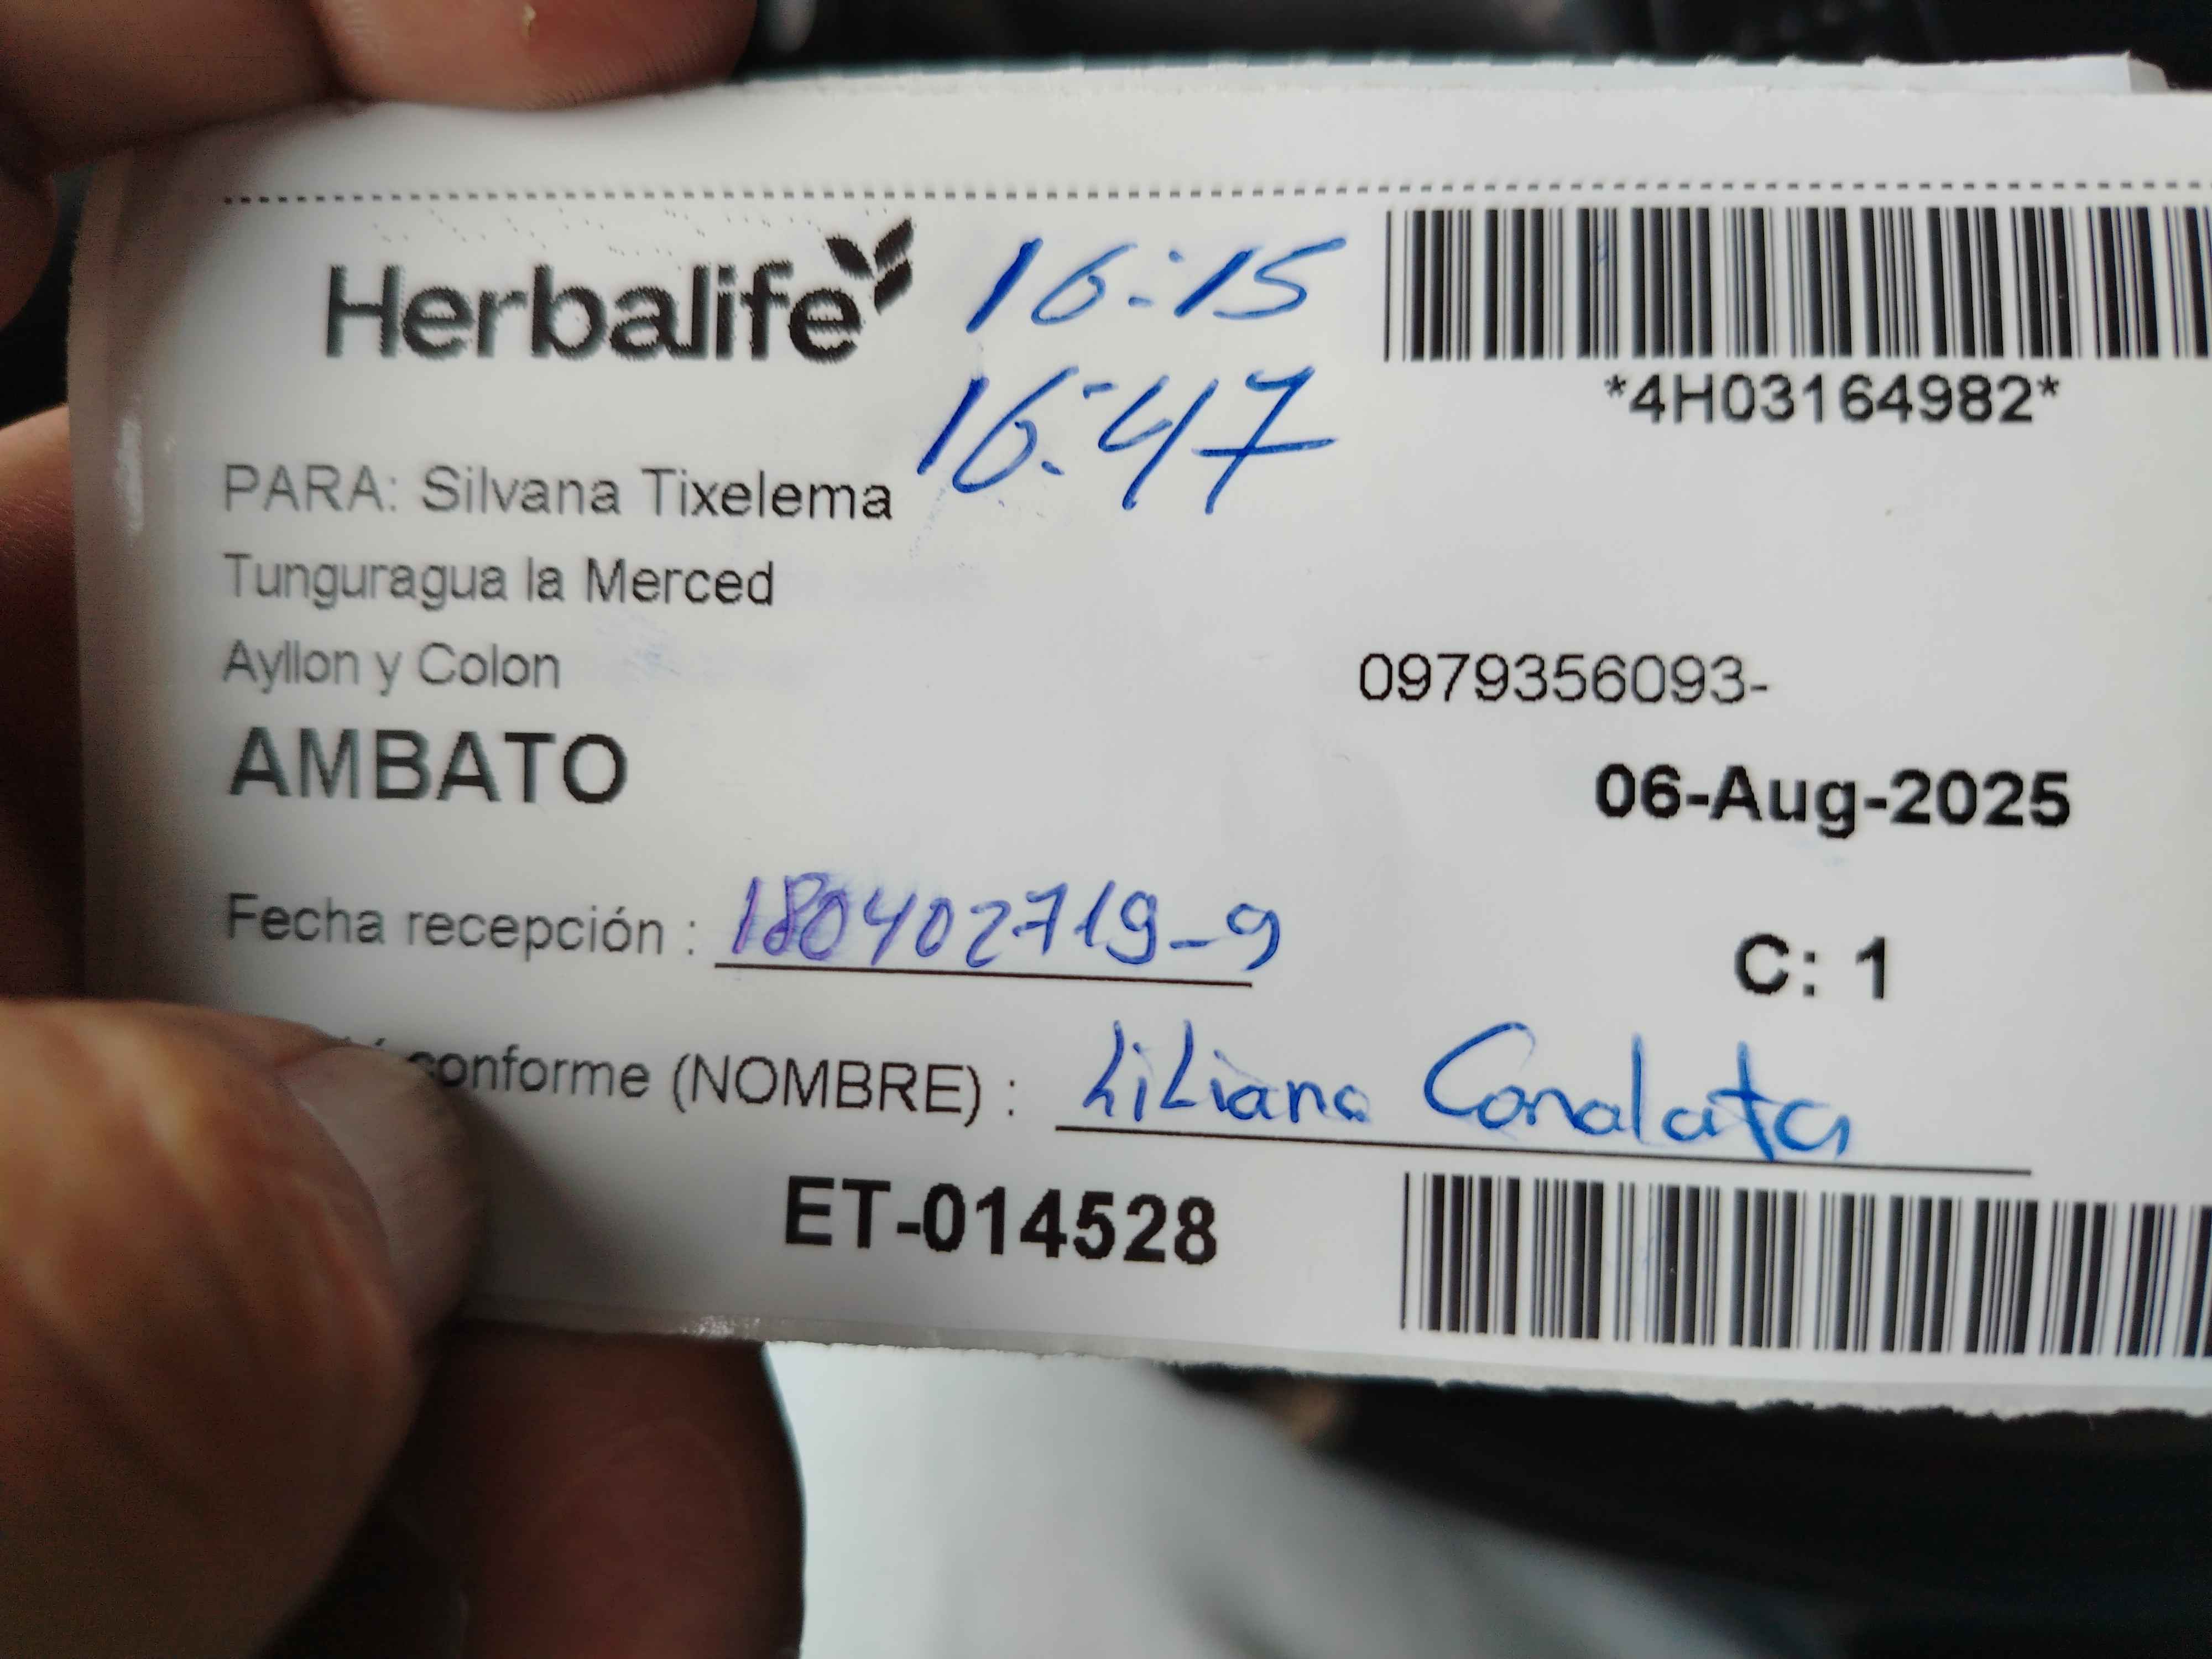 Herbalife
16:15
16:47
*4H03164982*
PARA: Silvana Tixelema
Tunguragua la Merced
Ayllon y Colon
0979356093-
AMBATO
06-Aug-2025
Fecha recepción : 180402719-9
C: 1
conforme (NOMBRE) : Liliana Conalata
ET-014528